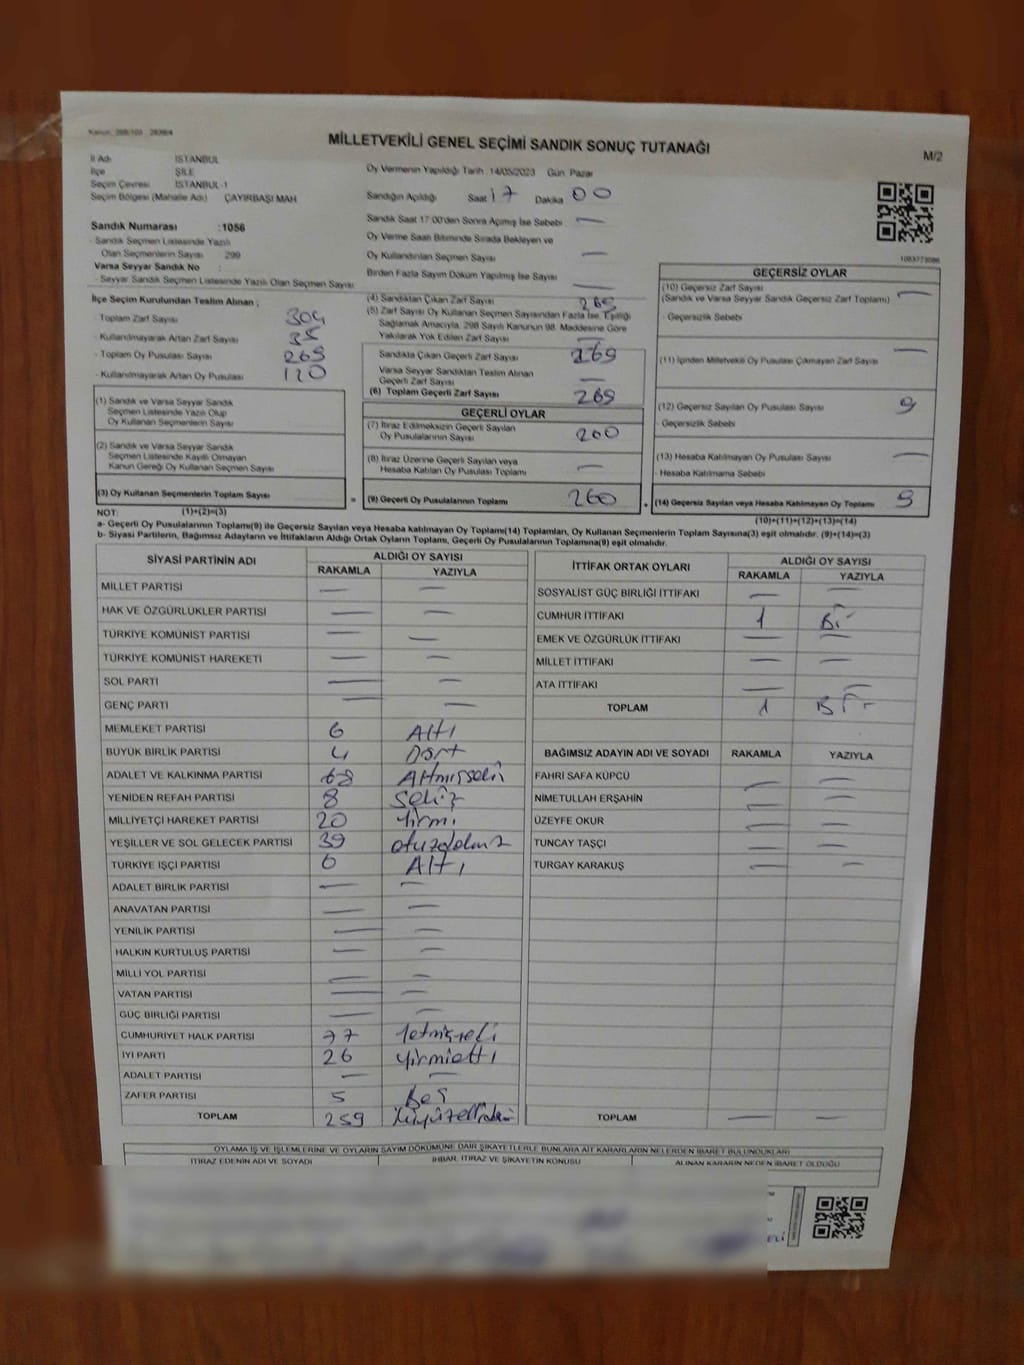 Kanun: 298/103 , 2839/4
MİLLETVEKİLİ GENEL SEÇİMİ SANDIK SONUÇ TUTANAĞI
M/2
İl Adı İSTANBUL
İlçe ŞİLE
Seçim Çevresi İSTANBUL-1
Seçim Bölgesi (Mahalle Adı) ÇAYIRBAŞI MAH
Sandık Numarası :1056
- Sandık Seçmen Listesinde Yazılı
Olan Seçmenlerin Sayısı 299
Varsa Seyyar Sandık No :
- Seyyar Sandık Seçmen Listesinde Yazılı Olan Seçmen Sayısı
Oy Vermenin Yapıldığı Tarih 14/05/2023 Gün Pazar
Sandığın Açıldığı Saat 17 Dakika 00
Sandık Saat 17:00'den Sonra Açılmış İse Sebebi —
Oy Verme Saati Bitiminde Sırada Bekleyen ve
Oy Kullandırılan Seçmen Sayısı —
Birden Fazla Sayım Döküm Yapılmış İse Sayısı —
İlçe Seçim Kurulundan Teslim Alınan ;
- Toplam Zarf Sayısı 304
- Kullanılmayarak Artan Zarf Sayısı 35
- Toplam Oy Pusulası Sayısı
- Kullanılmayarak Artan Oy Pusulası 120
(1) Sandık ve Varsa Seyyar Sandık
Seçmen Listesinde Yazılı Olup
Oy Kullanan Seçmenlerin Sayısı
(2) Sandık ve Varsa Seyyar Sandık
Seçmen Listesinde Kayıtlı Olmayan
Kanun Gereği Oy Kullanan Seçmen Sayısı
(3) Oy Kullanan Seçmenlerin Toplam Sayısı =
(4) Sandıktan Çıkan Zarf Sayısı 269
(5) Zarf Sayısı Oy Kullanan Seçmen Sayısından Fazla İse, Eşitliği
Sağlamak Amacıyla, 298 Sayılı Kanunun 98. Maddesine Göre
Yakılarak Yok Edilen Zarf Sayısı —
Sandıkta Çıkan Geçerli Zarf Sayısı 269
Varsa Seyyar Sandıktan Teslim Alınan
Geçerli Zarf Sayısı —
(6) Toplam Geçerli Zarf Sayısı 269
GEÇERLİ OYLAR
(7) İtiraz Edilmeksizin Geçerli Sayılan
Oy Pusulalarının Sayısı 260
(8) İtiraz Üzerine Geçerli Sayılan veya
Hesaba Katılan Oy Pusulası Toplamı —
(9) Geçerli Oy Pusulalarının Toplamı 260 +
1083773086
GEÇERSİZ OYLAR
(10) Geçersiz Zarf Sayısı
(Sandık ve Varsa Seyyar Sandık Geçersiz Zarf Toplamı) —
- Geçersizlik Sebebi
(11) İçinden Milletvekili Oy Pusulası Çıkmayan Zarf Sayısı —
(12) Geçersiz Sayılan Oy Pusulası Sayısı 9
- Geçersizlik Sebebi
(13) Hesaba Katılmayan Oy Pusulası Sayısı —
- Hesaba Katılmama Sebebi
(14) Geçersiz Sayılan veya Hesaba Katılmayan Oy Toplamı 9
NOT: (1)+(2)=(3) (10)+(11)+(12)+(13)=(14)
a- Geçerli Oy Pusulalarının Toplamı(9) ile Geçersiz Sayılan veya Hesaba katılmayan Oy Toplamı(14) Toplamları, Oy Kullanan Seçmenlerin Toplam Sayısına(3) eşit olmalıdır. (9)+(14)=(3)
b- Siyasi Partilerin, Bağımsız Adayların ve İttifakların Aldığı Ortak Oyların Toplamı, Geçerli Oy Pusulalarının Toplamına(9) eşit olmalıdır.
SİYASİ PARTİNİN ADI ALDIĞI OY SAYISI
RAKAMLA YAZIYLA
MİLLET PARTİSİ — —
HAK VE ÖZGÜRLÜKLER PARTİSİ — —
TÜRKİYE KOMÜNİST PARTİSİ — —
TÜRKİYE KOMÜNİST HAREKETİ — —
SOL PARTİ — —
GENÇ PARTİ — —
MEMLEKET PARTİSİ 6 Altı
BÜYÜK BİRLİK PARTİSİ 4 Dört
ADALET VE KALKINMA PARTİSİ 68 Atmışsekiz
YENİDEN REFAH PARTİSİ 8 Sekiz
MİLLİYETÇİ HAREKET PARTİSİ 20 Yirmi
YEŞİLLER VE SOL GELECEK PARTİSİ 39 otuzdokuz
TÜRKİYE İŞÇİ PARTİSİ 6 Altı
ADALET BİRLİK PARTİSİ — —
ANAVATAN PARTİSİ — —
YENİLİK PARTİSİ — —
HALKIN KURTULUŞ PARTİSİ — —
MİLLİ YOL PARTİSİ — —
VATAN PARTİSİ — —
GÜÇ BİRLİĞİ PARTİSİ — —
CUMHURİYET HALK PARTİSİ 77 Yetmişyedi
İYİ PARTİ 26 Yirmialtı
ADALET PARTİSİ — —
ZAFER PARTİSİ 5 Beş
TOPLAM 259
İTTİFAK ORTAK OYLARI ALDIĞI OY SAYISI
RAKAMLA YAZIYLA
SOSYALİST GÜÇ BİRLİĞİ İTTİFAKI — —
CUMHUR İTTİFAKI 1 Bir
EMEK VE ÖZGÜRLÜK İTTİFAKI — —
MİLLET İTTİFAKI — —
ATA İTTİFAKI — —
TOPLAM 1 Bir
BAĞIMSIZ ADAYIN ADI VE SOYADI RAKAMLA YAZIYLA
FAHRİ SAFA KÜPCÜ — —
NİMETULLAH ERŞAHİN — —
ÜZEYFE OKUR — —
TUNCAY TAŞÇI — —
TURGAY KARAKUŞ — —
TOPLAM — —
OYLAMA İŞ VE İŞLEMLERİNE VE OYLARIN SAYIM DÖKÜMÜNE DAİR ŞİKAYETLERLE BUNLARA AİT KARARLARIN NELERDEN İBARET BULUNDUKLARI
İTİRAZ EDENİN ADI VE SOYADI İHBAR, İTİRAZ VE ŞİKAYETİN KONUSU ALINAN KARARIN NEDEN İBARET OLDUĞU